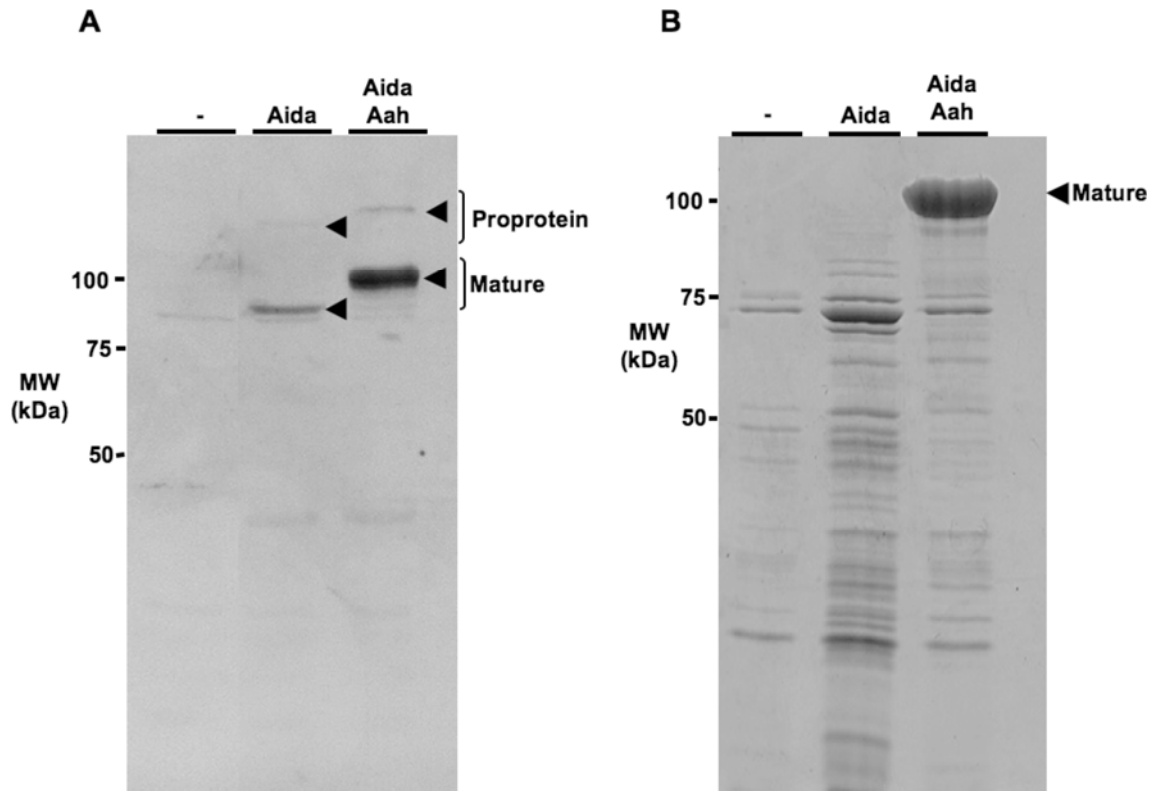 A
-
Aida
Aida
Aah
Proprotein
100
Mature
75
MW
(kDa)
50
B
-
Aida
Aida
Aah
100
Mature
75
MW
(kDa)
50